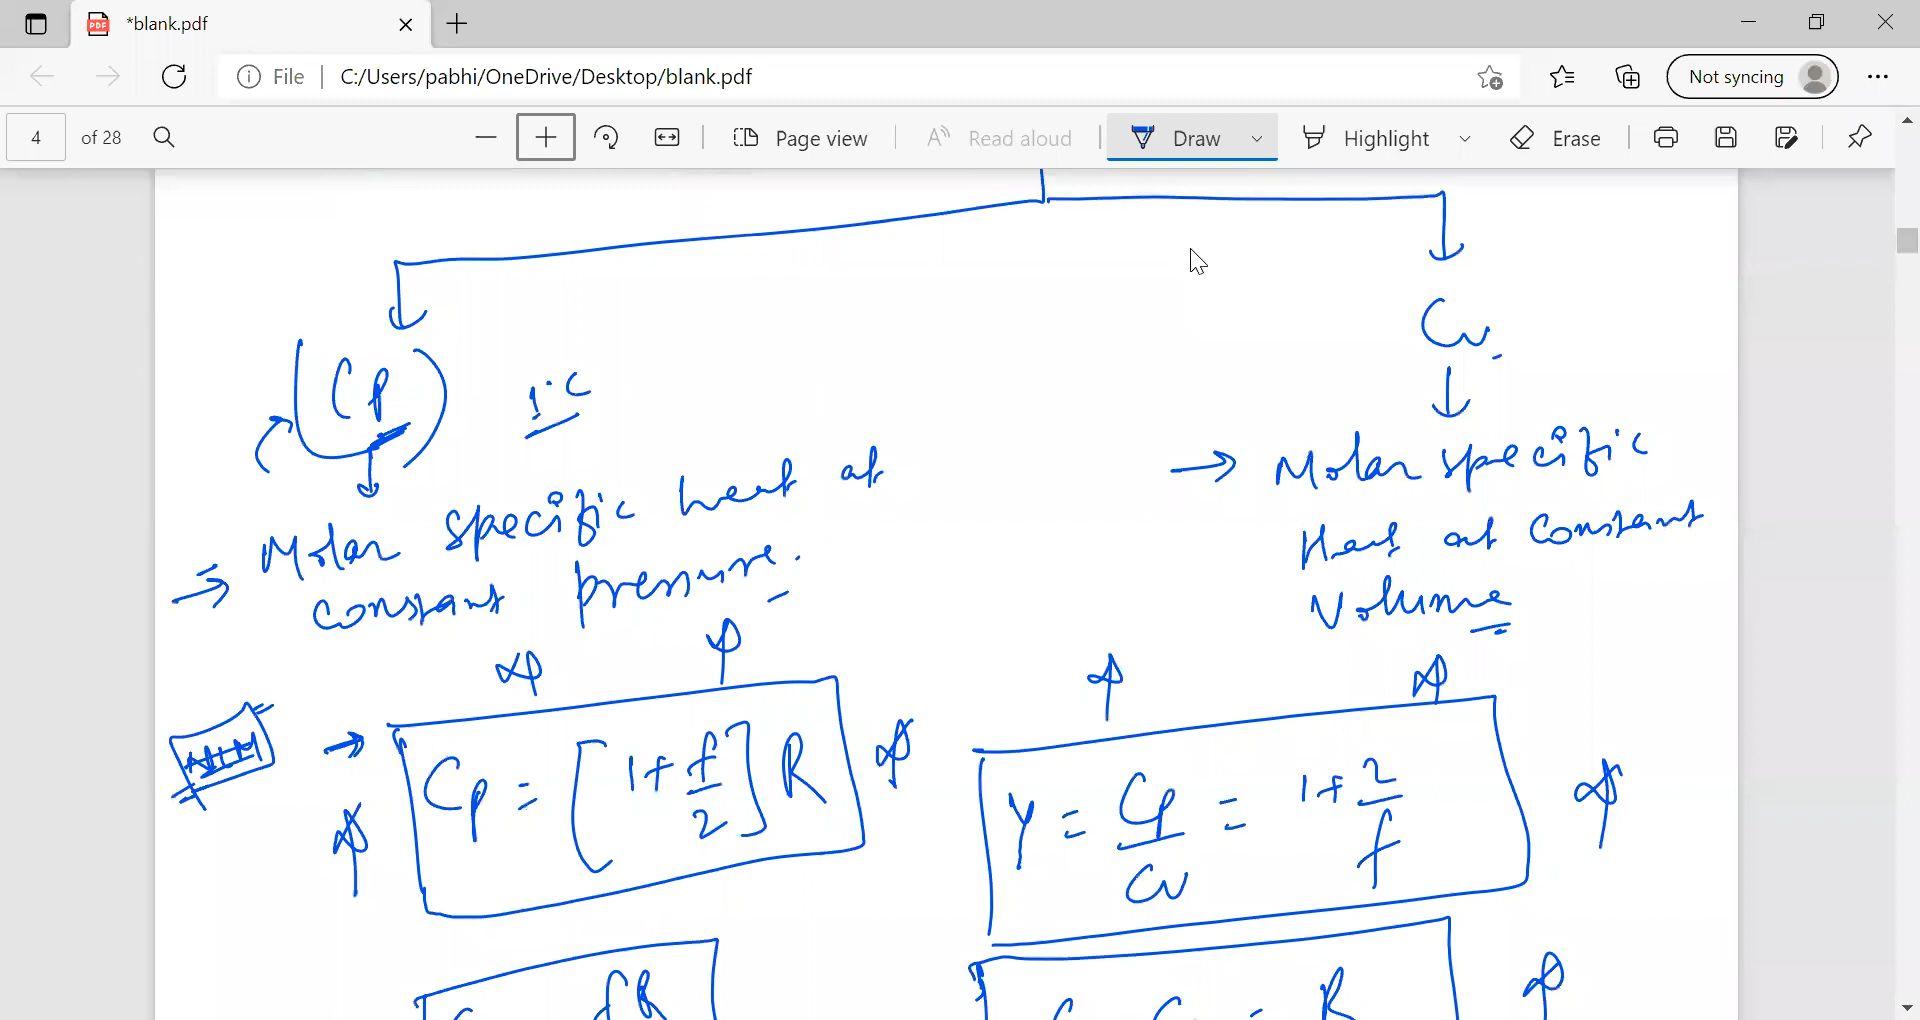 *blank.pdf
File | C:/Users/pabhi/OneDrive/Desktop/blank.pdf
Not syncing
4 of 28
Page view
Read aloud
Draw
Highlight
Erase
Cp
i.c
Cv
→ Molar specific heat at
constant pressure.
→ Molar specific
Heat at Constant
Volume
Cp = [1+f/2] R
γ = Cp/Cv = 1+2/f
fR
R